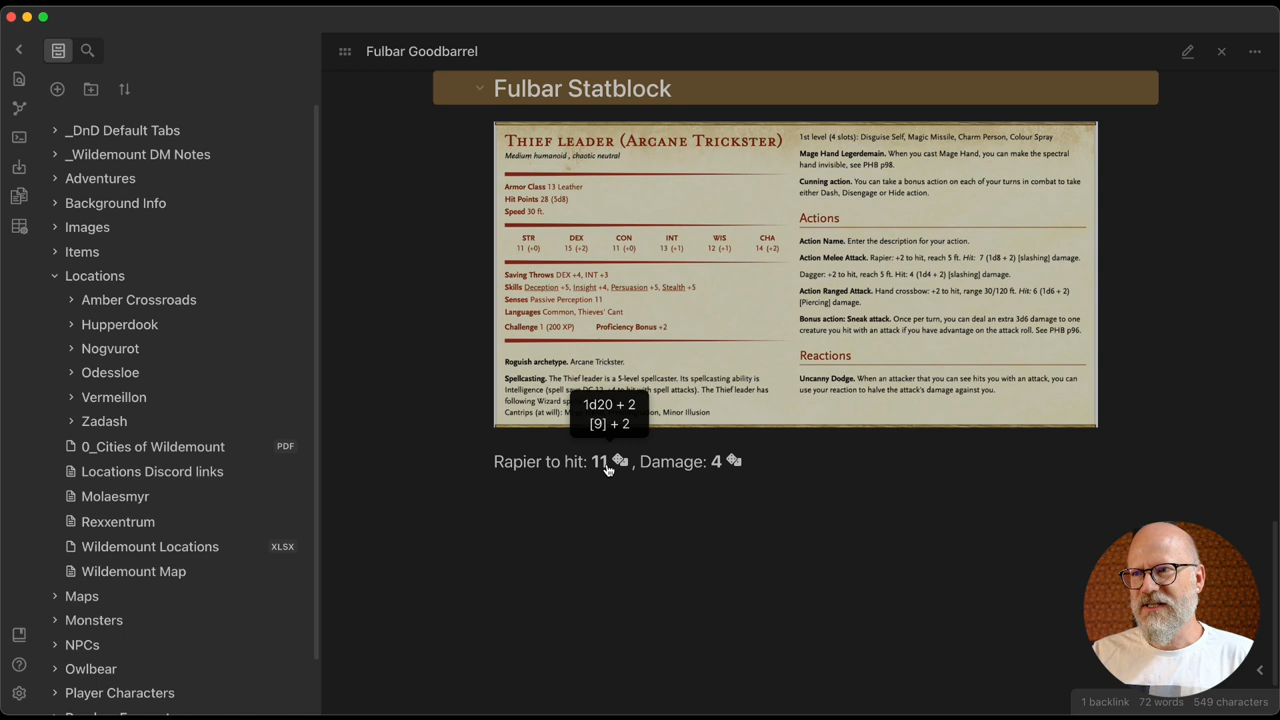 Fulbar Goodbarrel
_DnD Default Tabs
_Wildemount DM Notes
Adventures
Background Info
Images
Items
Locations
Amber Crossroads
Hupperdook
Nogvurot
Odessloe
Vermeillon
Zadash
0_Cities of Wildemount PDF
Locations Discord links
Molaesmyr
Rexxentrum
Wildemount Locations XLSX
Wildemount Map
Maps
Monsters
NPCs
Owlbear
Player Characters
Fulbar Statblock
Thief leader (Arcane Trickster)
Medium humanoid , chaotic neutral
Armor Class 13 Leather
Hit Points 28 (5d8)
Speed 30 ft.
STR DEX CON INT WIS CHA
11 (+0) 15 (+2) 11 (+0) 13 (+1) 12 (+1) 14 (+2)
Saving Throws DEX +4, INT +3
Skills Deception +5, Insight +4, Persuasion +5, Stealth +5
Senses Passive Perception 11
Languages Common, Thieves' Cant
Challenge 1 (200 XP) Proficiency Bonus +2
Roguish archetype. Arcane Trickster.
Spellcasting. The Thief leader is a 5-level spellcaster. Its spellcasting ability is
Intelligence (spell to hit with spell attacks). The Thief leader has
following Wizard
Cantrips (at will): Minor Illusion
1st level (4 slots): Disguise Self, Magic Missile, Charm Person, Colour Spray
Mage Hand Legerdemain. When you cast Mage Hand, you can make the spectral
hand invisible, see PHB p98.
Cunning action. You can take a bonus action on each of your turns in combat to take
either Dash, Disengage or Hide action.
Actions
Action Name. Enter the description for your action.
Action Melee Attack. Rapier: +2 to hit, reach 5 ft. Hit: 7 (1d8 + 2) [slashing] damage.
Dagger: +2 to hit, reach 5 ft. Hit: 4 (1d4 + 2) [slashing] damage.
Action Ranged Attack. Hand crossbow: +2 to hit, range 30/120 ft. Hit: 6 (1d6 + 2)
[Piercing] damage.
Bonus action: Sneak attack. Once per turn, you can deal an extra 3d6 damage to one
creature you hit with an attack if you have advantage on the attack roll. See PHB p96.
Reactions
Uncanny Dodge. When an attacker that you can see hits you with an attack, you can
use your reaction to halve the attack's damage against you.
1d20 + 2
[9] + 2
Rapier to hit: 11 , Damage: 4
1 backlink 72 words 549 characters